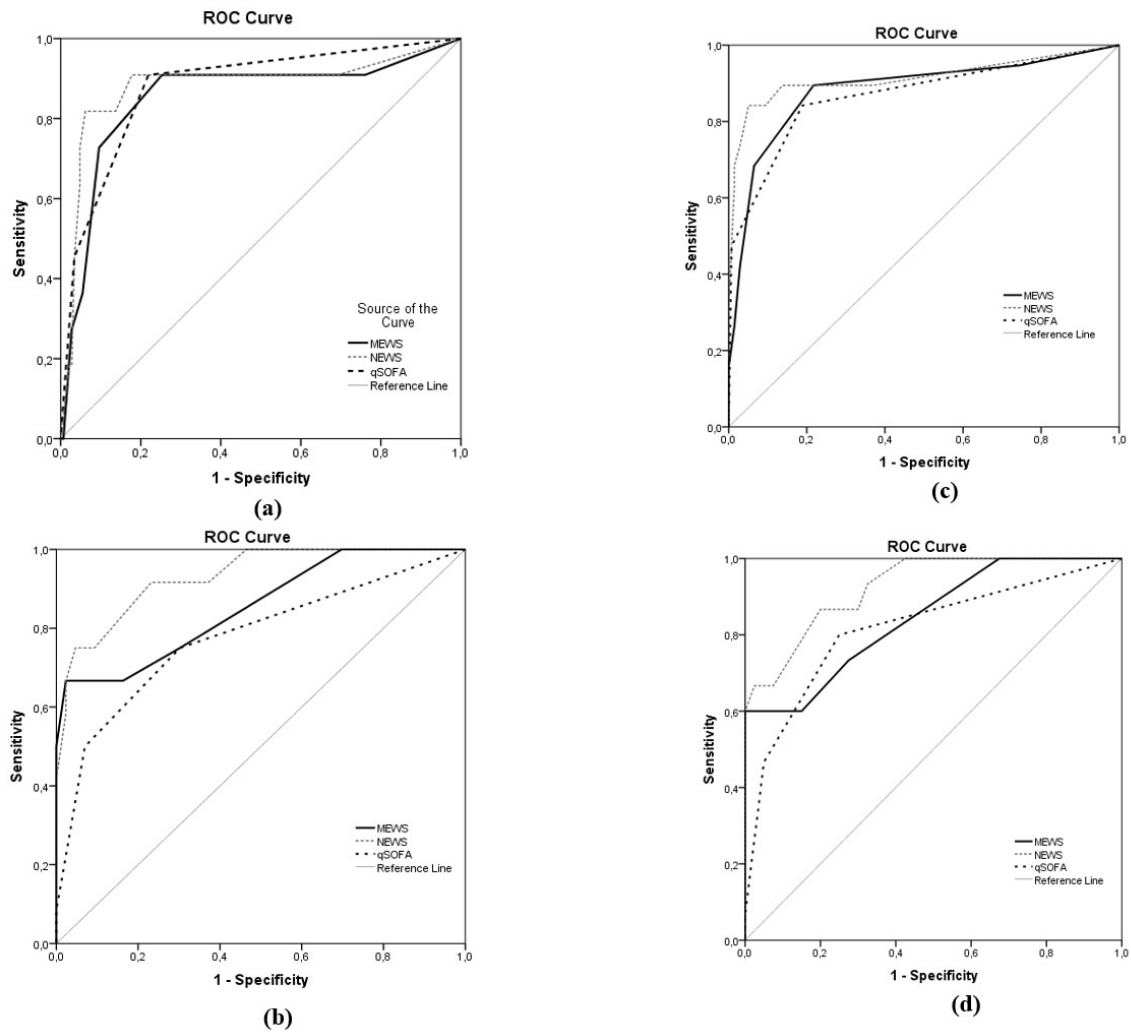 ROC Curve
1,0
0,8
0,6
0,4
0,2
0,0
Sensitivity
Source of the
Curve
MEWS
NEWS
qSOFA
Reference Line
0,0 0,2 0,4 0,6 0,8 1,0
1 - Specificity
(a)
ROC Curve
1,0
0,8
0,6
0,4
0,2
0,0
Sensitivity
MEWS
NEWS
qSOFA
Reference Line
0,0 0,2 0,4 0,6 0,8 1,0
1 - Specificity
(c)
ROC Curve
1,0
0,8
0,6
0,4
0,2
0,0
Sensitivity
MEWS
NEWS
qSOFA
Reference Line
0,0 0,2 0,4 0,6 0,8 1,0
1 - Specificity
(b)
ROC Curve
1,0
0,8
0,6
0,4
0,2
0,0
Sensitivity
MEWS
NEWS
qSOFA
Reference Line
0,0 0,2 0,4 0,6 0,8 1,0
1 - Specificity
(d)